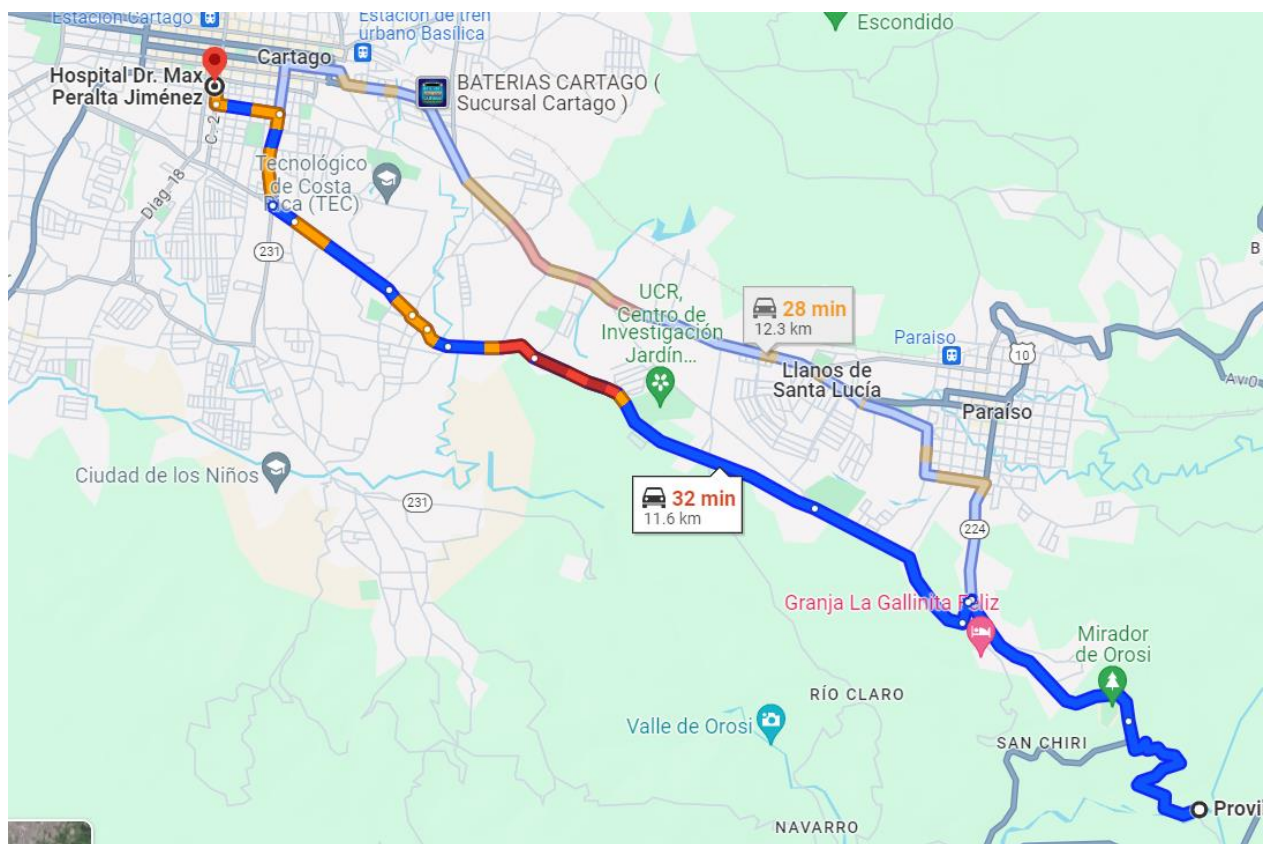 Estación Cartago
Estación de tren
urbano Basílica
Escondido
Cartago
Hospital Dr. Max
Peralta Jiménez
BATERIAS CARTAGO (
Sucursal Cartago )
C. 2
Diag. 18
Tecnológico
de Costa
Rica (TEC)
231
B
UCR,
Centro de
Investigación
Jardín...
28 min
12.3 km
Paraiso
10
Llanos de
Santa Lucía
Paraíso
Ciudad de los Niños
231
32 min
11.6 km
224
Granja La Gallinita Feliz
Mirador
de Orosi
RÍO CLARO
Valle de Orosi
SAN CHIRI
Provil
NAVARRO